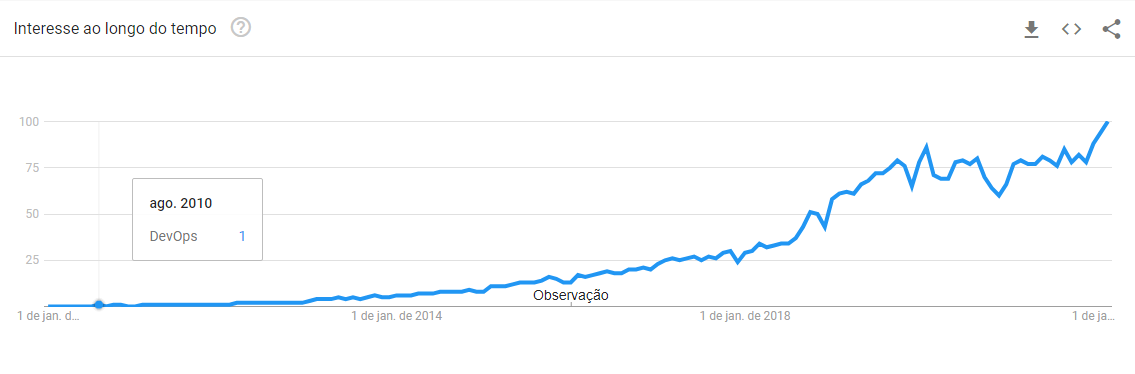 Interesse ao longo do tempo ?
100
75
50
25
ago. 2010
DevOps 1
Observação
1 de jan. d... 1 de jan. de 2014 1 de jan. de 2018 1 de ja...